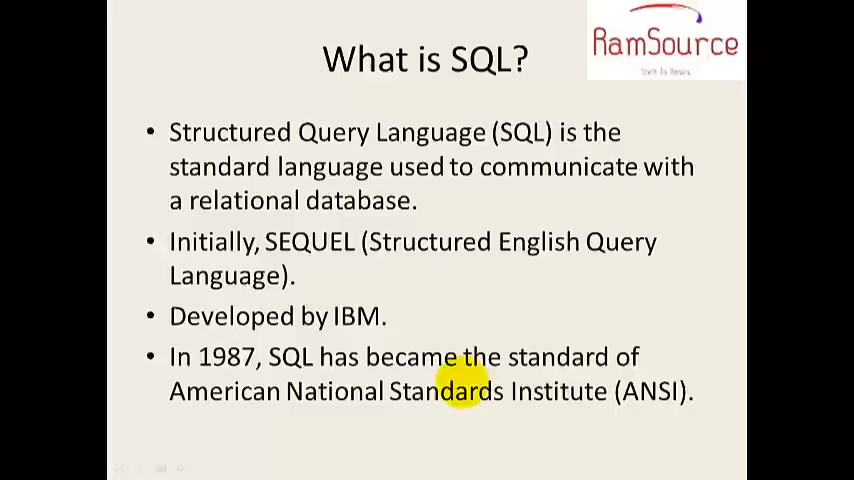 RamSource
What is SQL?
• Structured Query Language (SQL) is the
standard language used to communicate with
a relational database.
• Initially, SEQUEL (Structured English Query
Language).
• Developed by IBM.
• In 1987, SQL has became the standard of
American National Standards Institute (ANSI).